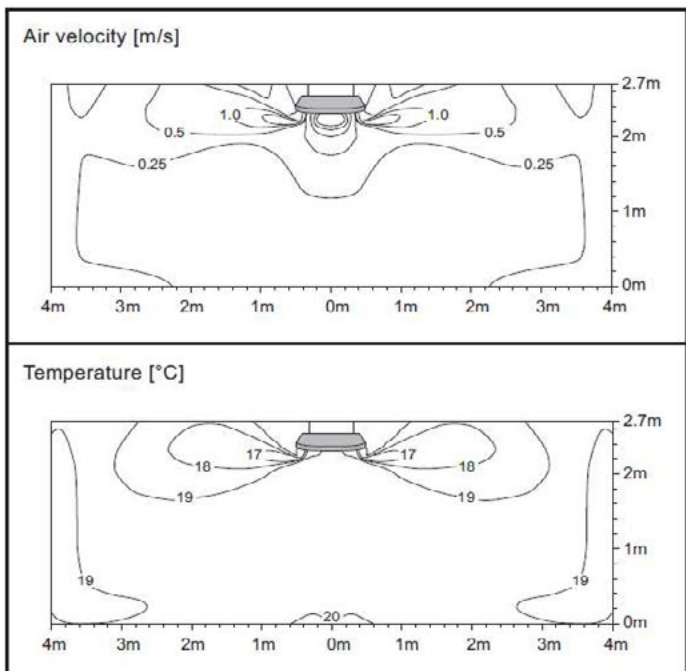 Air velocity [m/s]
2.7m
1.0 1.0
0.5 0.5
2m
0.25 0.25
1m
0m
4m 3m 2m 1m 0m 1m 2m 3m 4m
Temperature [°C]
2.7m
17 17
18 18
2m
19 19
1m
19 19
20
0m
4m 3m 2m 1m 0m 1m 2m 3m 4m